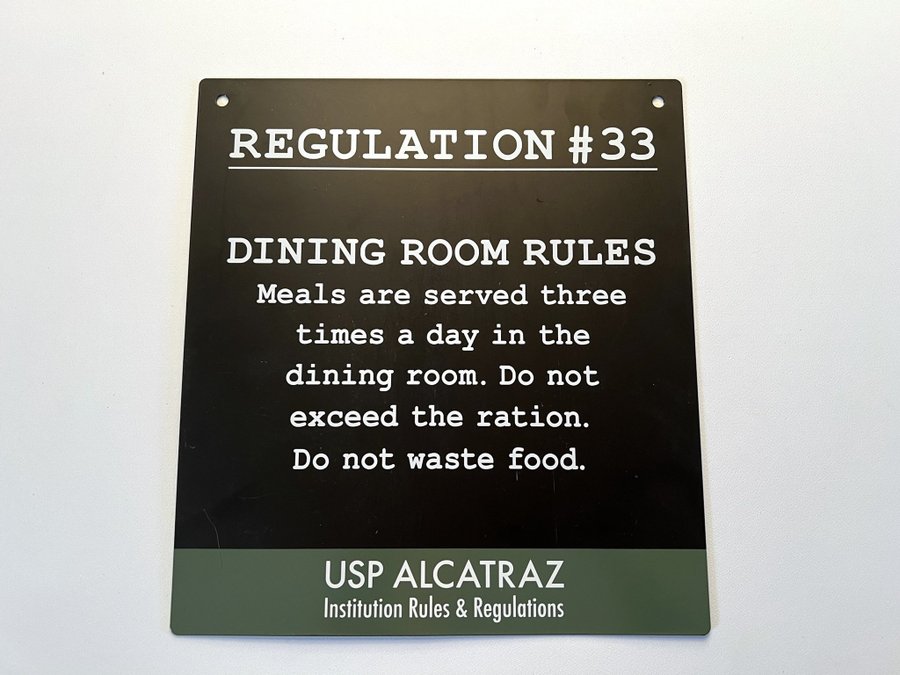 REGULATION #33
DINING ROOM RULES
Meals are served three
times a day in the
dining room. Do not
exceed the ration.
Do not waste food.
USP ALCATRAZ
Institution Rules & Regulations